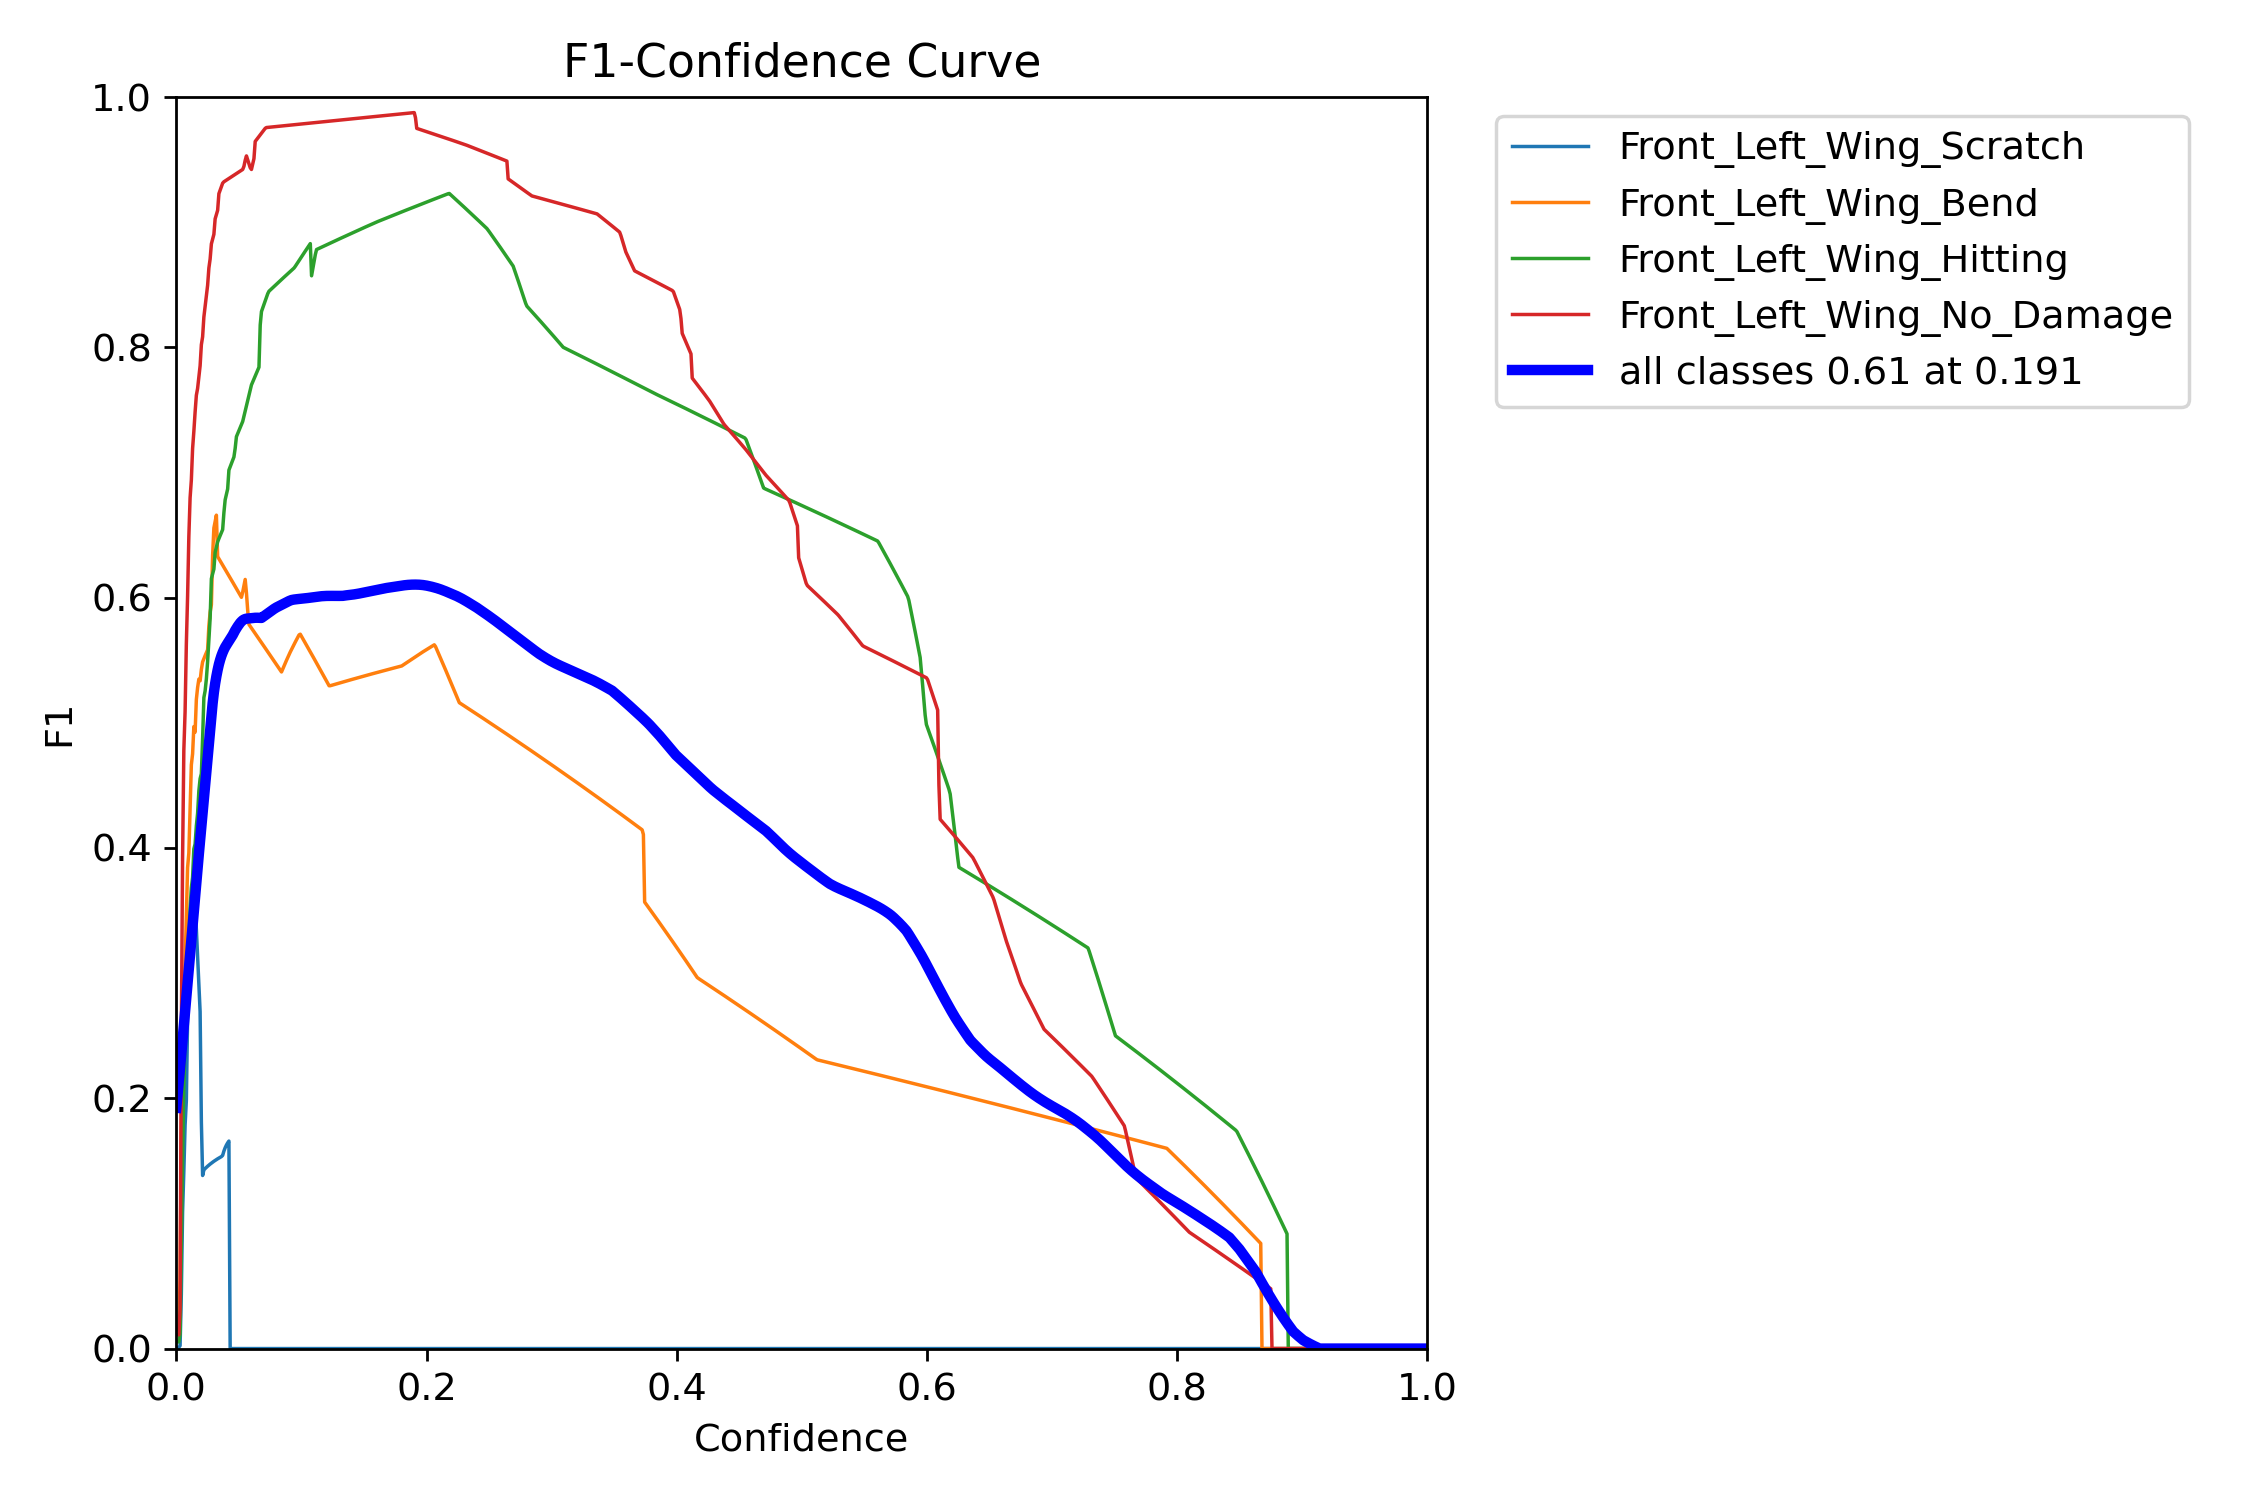 F1-Confidence Curve
1.0
0.8
0.6
0.4
0.2
0.0
F1
0.0 0.2 0.4 0.6 0.8 1.0
Confidence
Front_Left_Wing_Scratch
Front_Left_Wing_Bend
Front_Left_Wing_Hitting
Front_Left_Wing_No_Damage
all classes 0.61 at 0.191